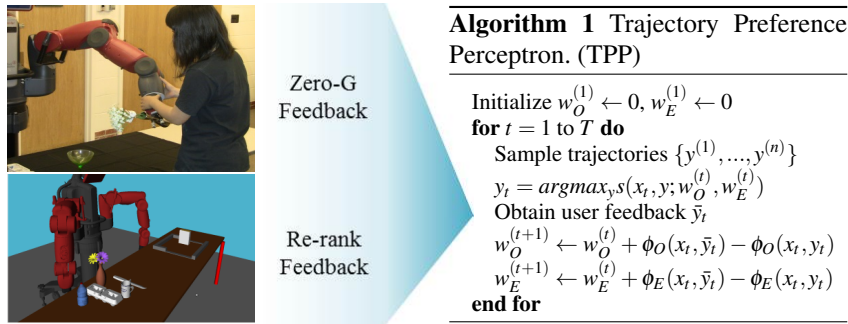 Zero-G
Feedback
Re-rank
Feedback
Algorithm 1 Trajectory Preference
Perceptron. (TPP)
Initialize $w_O^{(1)} \leftarrow 0$, $w_E^{(1)} \leftarrow 0$
for $t = 1$ to $T$ do
Sample trajectories $\{y^{(1)}, ..., y^{(n)}\}$
$y_t = argmax_y s(x_t, y; w_O^{(t)}, w_E^{(t)})$
Obtain user feedback $\bar{y}_t$
$w_O^{(t+1)} \leftarrow w_O^{(t)} + \phi_O(x_t, \bar{y}_t) - \phi_O(x_t, y_t)$
$w_E^{(t+1)} \leftarrow w_E^{(t)} + \phi_E(x_t, \bar{y}_t) - \phi_E(x_t, y_t)$
end for